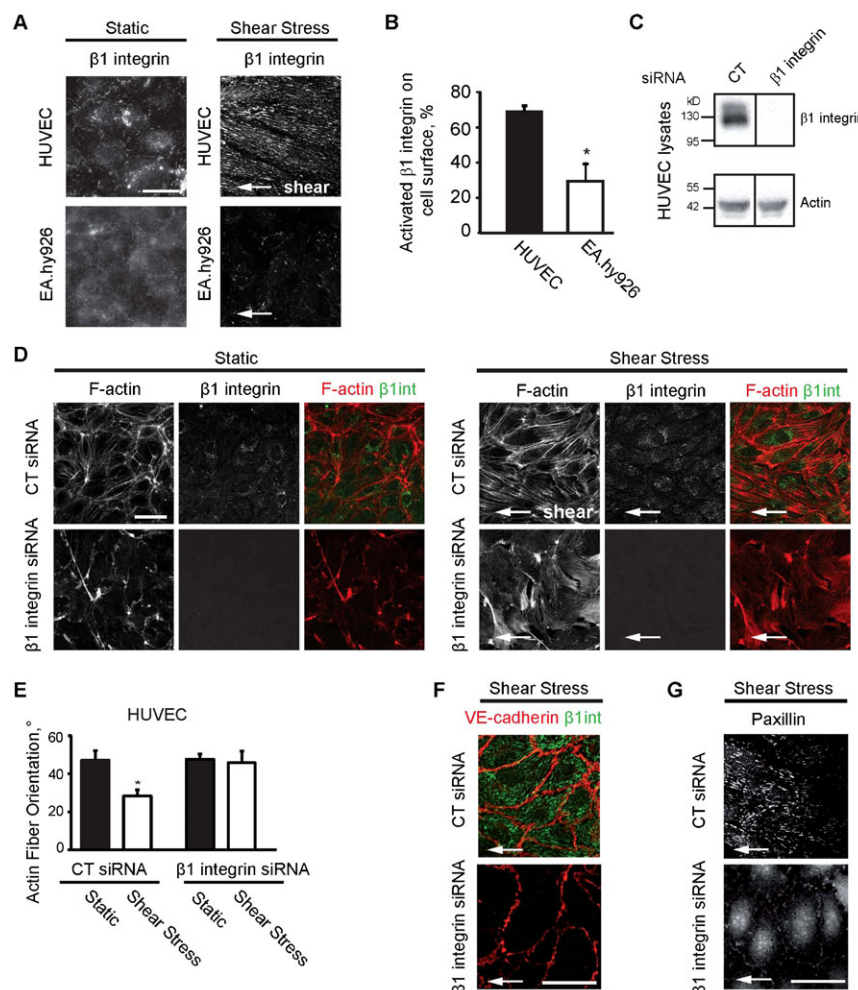 A
Static
Shear Stress
β1 integrin
β1 integrin
HUVEC
HUVEC
shear
EA.hy926
EA.hy926
B
Activated β1 integrin on
cell surface, %
80
60
40
20
0
*
HUVEC
EA.hy926
C
siRNA
CT
β1 integrin
HUVEC lysates
kD
130
95
β1 integrin
55
42
Actin
D
Static
Shear Stress
F-actin
β1 integrin
F-actin β1int
F-actin
β1 integrin
F-actin β1int
CT siRNA
CT siRNA
shear
β1 integrin siRNA
β1 integrin siRNA
E
HUVEC
Actin Fiber Orientation,°
60
40
20
0
*
CT siRNA
β1 integrin siRNA
Static
Shear Stress
Static
Shear Stress
F
Shear Stress
VE-cadherin β1int
CT siRNA
β1 integrin siRNA
G
Shear Stress
Paxillin
CT siRNA
β1 integrin siRNA